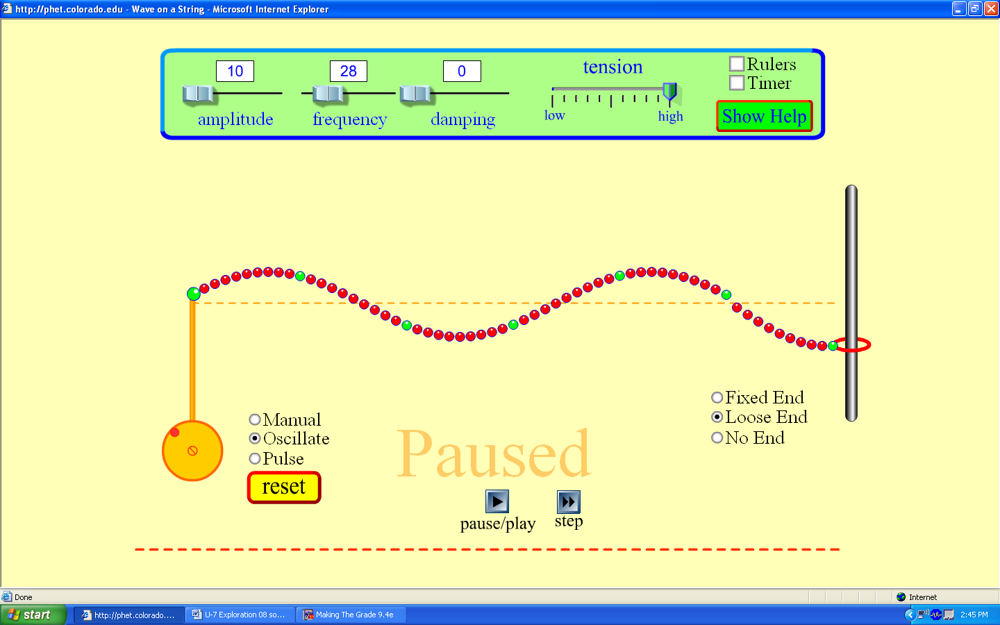 http://phet.colorado.edu - Wave on a String - Microsoft Internet Explorer
10 28 0
amplitude frequency damping
tension
low high
Rulers
Timer
Show Help
Manual
Oscillate
Pulse
reset
Paused
pause/play step
Fixed End
Loose End
No End
Done Internet
start http://phet.colorado.... U-7 Exploration 08 so... Making The Grade 9.4e 2:45 PM